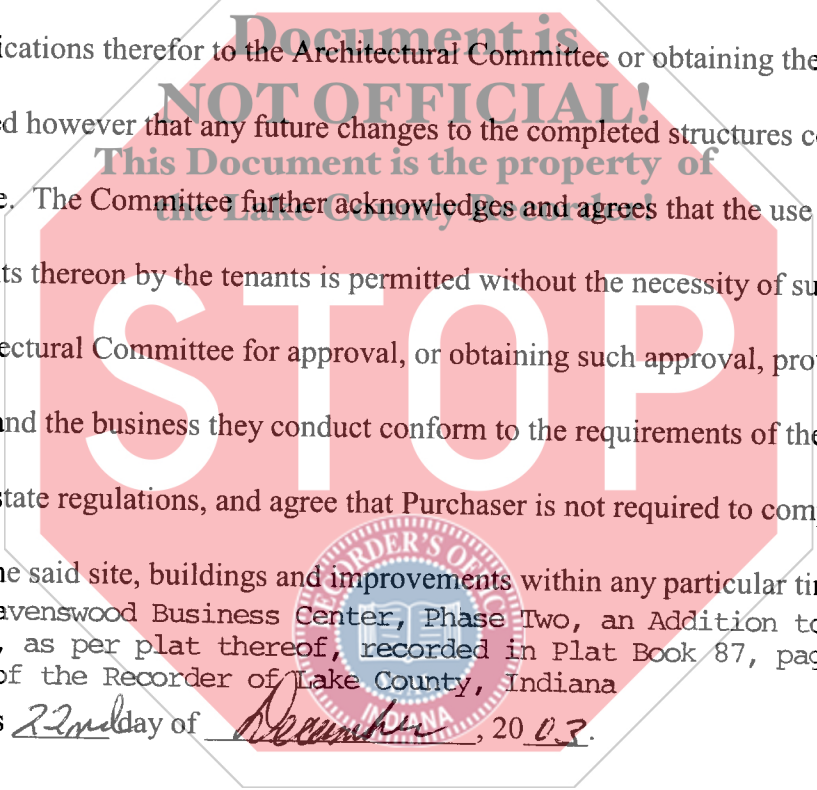 Document is
ications therefor to the Architectural Committee or obtaining the
NOT OFFICIAL!
ed however that any future changes to the completed structures c
This Document is the property of
the Lake County Recorder!
e. The Committee further acknowledges and agrees that the use
ts thereon by the tenants is permitted without the necessity of su
ectural Committee for approval, or obtaining such approval, pro
and the business they conduct conform to the requirements of the
state regulations, and agree that Purchaser is not required to com
he said site, buildings and improvements within any particular ti
avenswood Business Center, Phase Two, an Addition to
, as per plat thereof, recorded in Plat Book 87, pag
of the Recorder of Lake County, Indiana
s 22nd day of December, 20 03.
STOP
RECORDER'S OFFICE
INDIANA